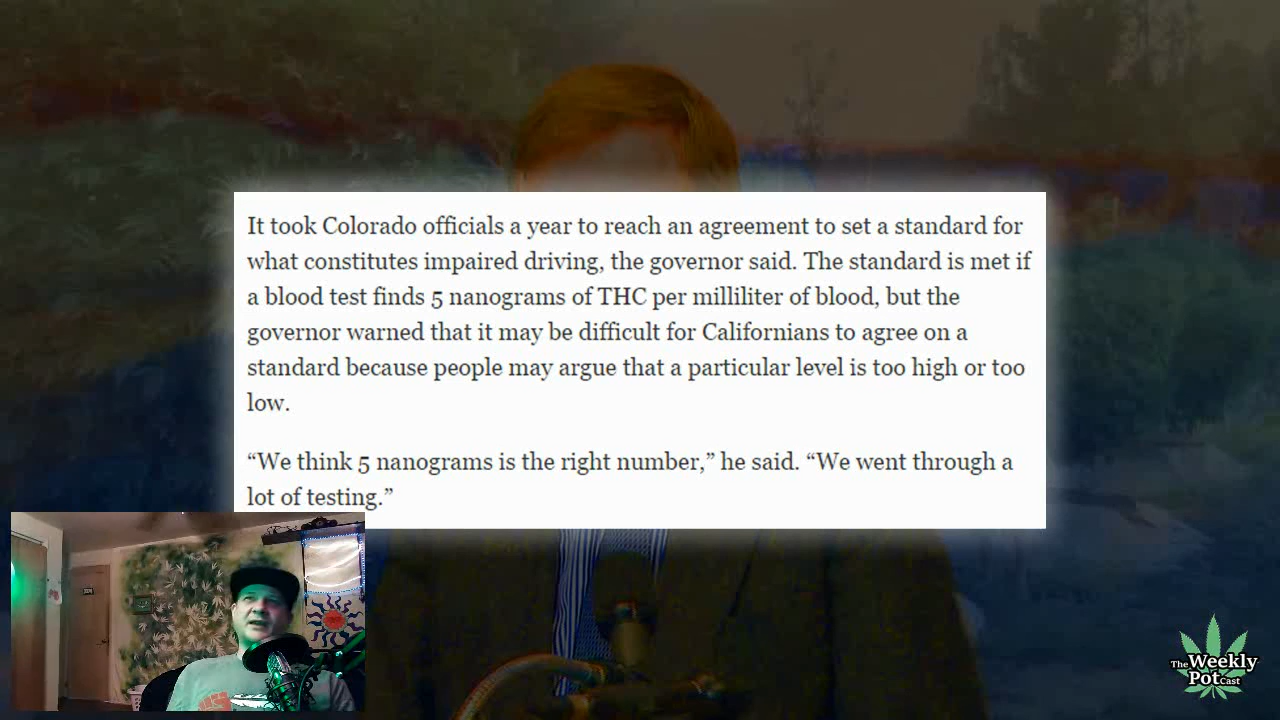 It took Colorado officials a year to reach an agreement to set a standard for
what constitutes impaired driving, the governor said. The standard is met if
a blood test finds 5 nanograms of THC per milliliter of blood, but the
governor warned that it may be difficult for Californians to agree on a
standard because people may argue that a particular level is too high or too
low.
“We think 5 nanograms is the right number,” he said. “We went through a
lot of testing.”
The Weekly
PotCast